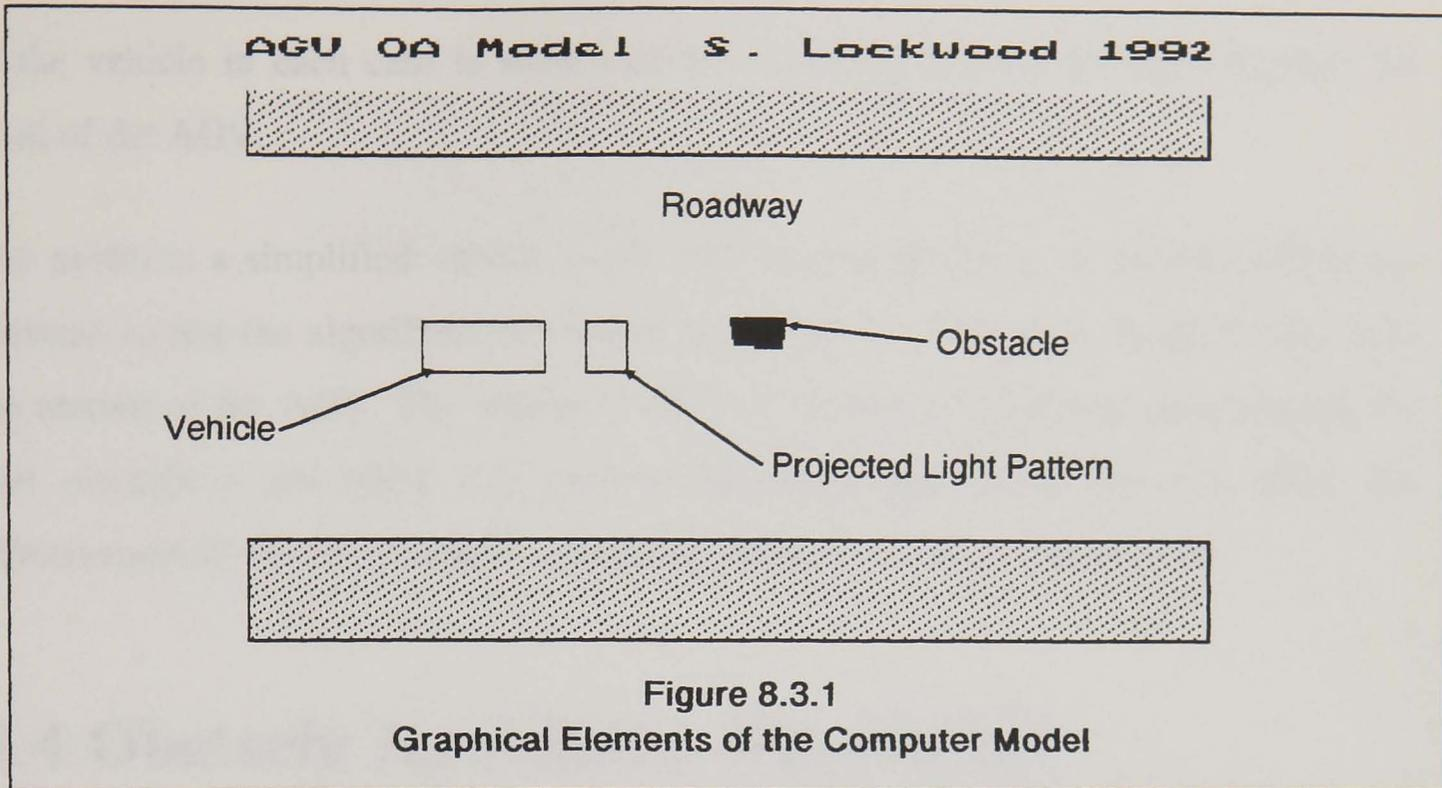 AGV OA Model S. Lockwood 1992
Roadway
Obstacle
Vehicle
Projected Light Pattern
Figure 8.3.1
Graphical Elements of the Computer Model